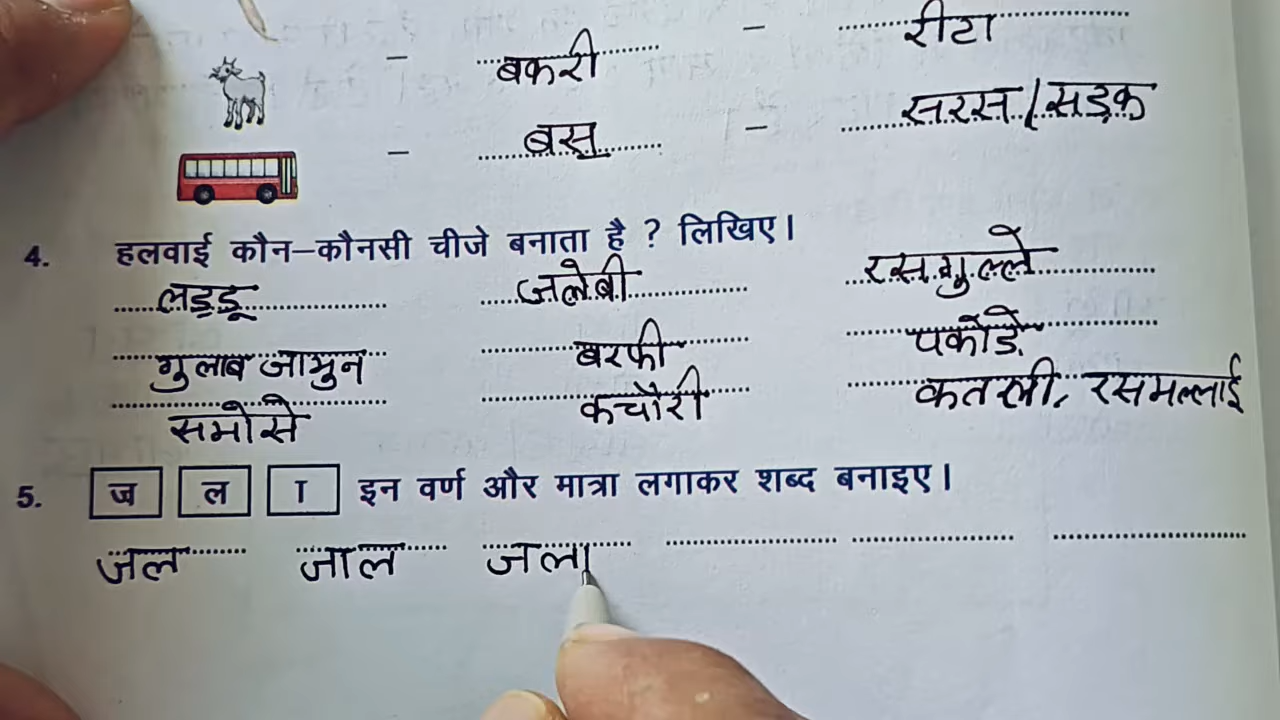 बकरी - रीटा
बस - सरस/सड़क
4. हलवाई कौन-कौनसी चीजे बनाता है ? लिखिए।
लड्डू जलेबी रसगुल्ले
गुलाब जामुन बरफी पकोडे
समोसे कचौरी कतली, रसमल्लाई
5. ज ल ा इन वर्ण और मात्रा लगाकर शब्द बनाइए।
जल जाल जला